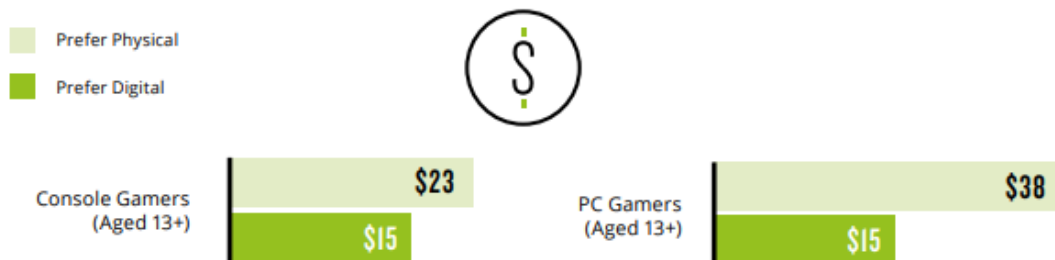 Prefer Physical
Prefer Digital
$
Console Gamers
(Aged 13+)
$23
$15
PC Gamers
(Aged 13+)
$38
$15